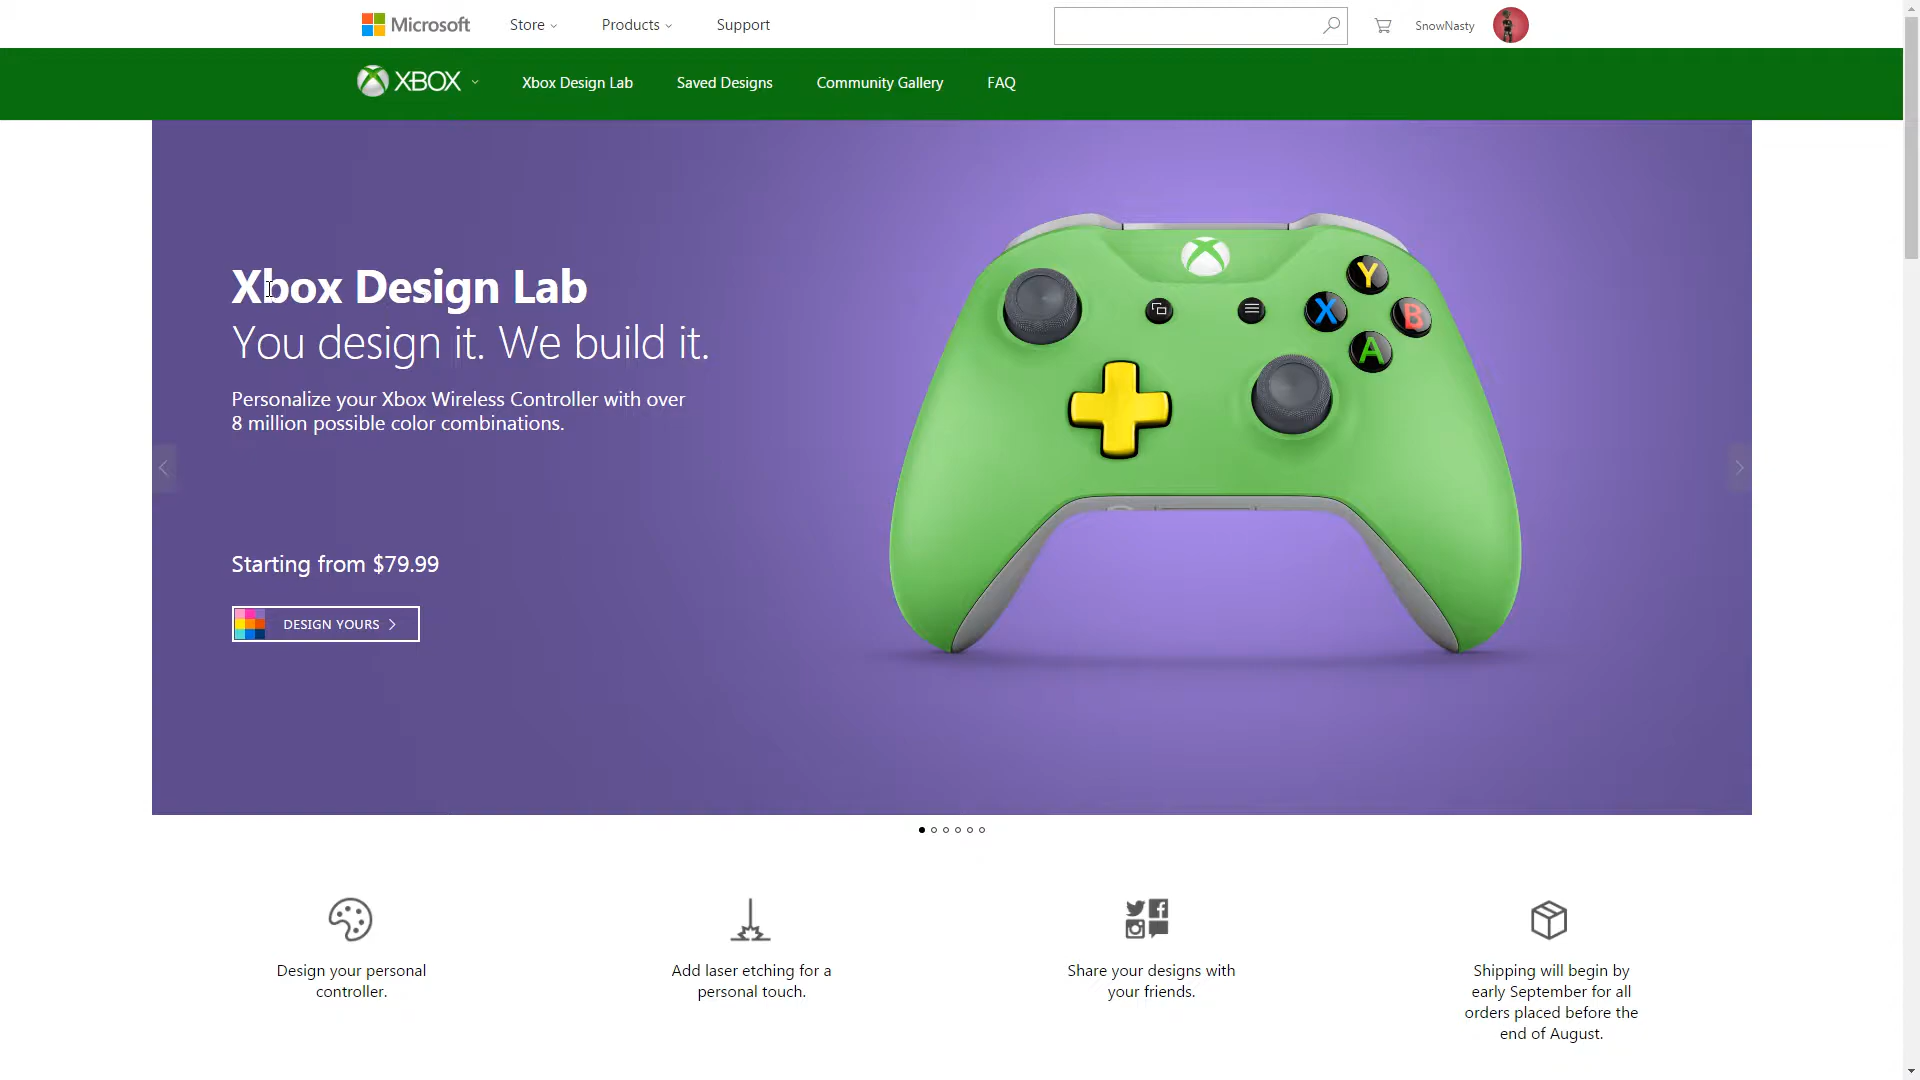 Microsoft Store Products Support SnowNasty
XBOX Xbox Design Lab Saved Designs Community Gallery FAQ
Xbox Design Lab
You design it. We build it.
Personalize your Xbox Wireless Controller with over
8 million possible color combinations.
Starting from $79.99
DESIGN YOURS
Y
X
B
A
Design your personal
controller.
Add laser etching for a
personal touch.
Share your designs with
your friends.
Shipping will begin by
early September for all
orders placed before the
end of August.